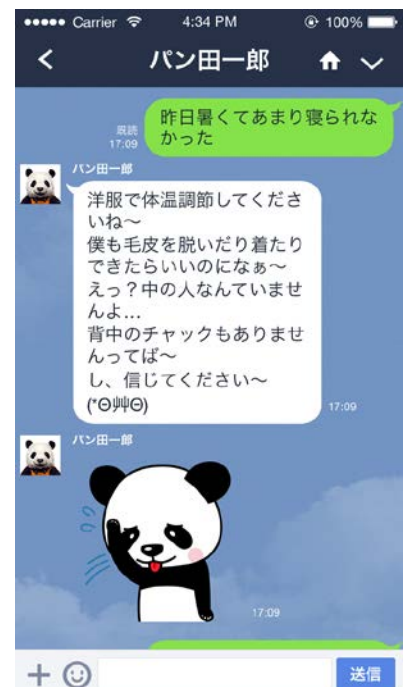 Carrier 4:34 PM 100%
パン田一郎
昨日暑くてあまり寝られな
かった
既読
17:09
パン田一郎
洋服で体温調節してくださ
いね〜
僕も毛皮を脱いだり着たり
できたらいいのになぁ〜
えっ？中の人なんていませ
んよ…
背中のチャックもありませ
んってば〜
し、信じてください〜
(*Θ艸Θ)
17:09
パン田一郎
17:09
送信